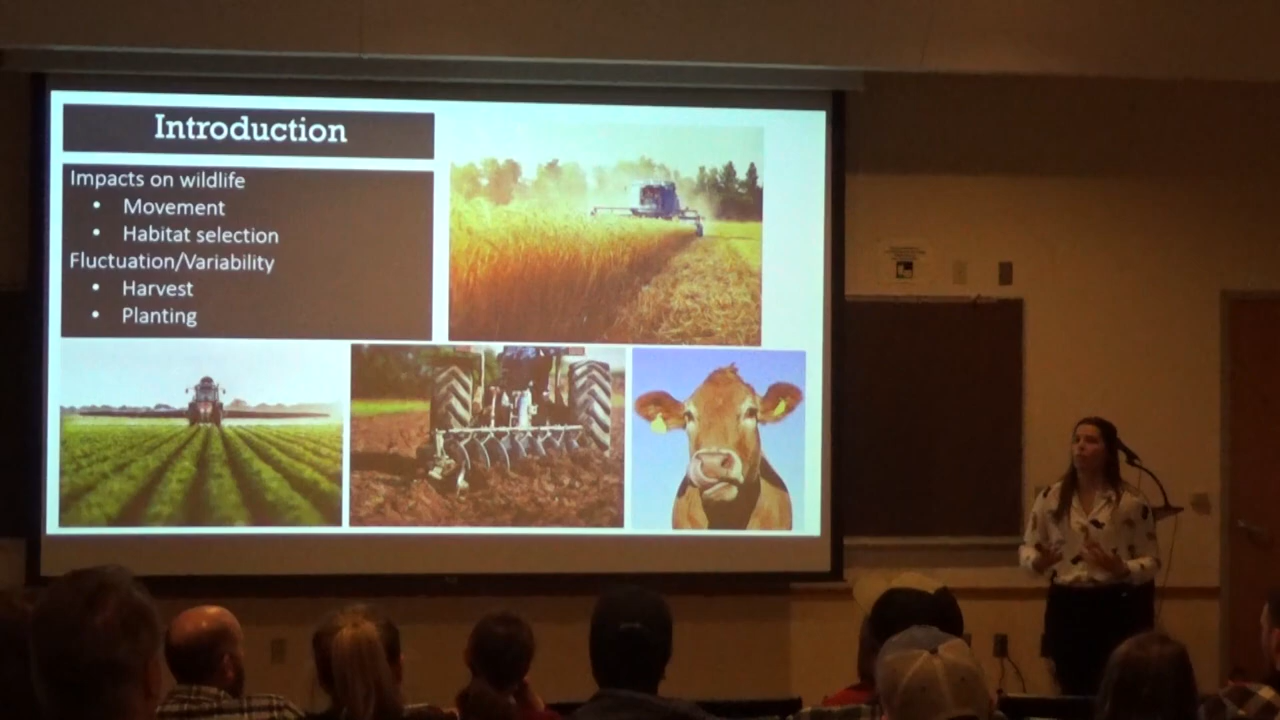 Introduction
Impacts on wildlife
• Movement
• Habitat selection
Fluctuation/Variability
• Harvest
• Planting